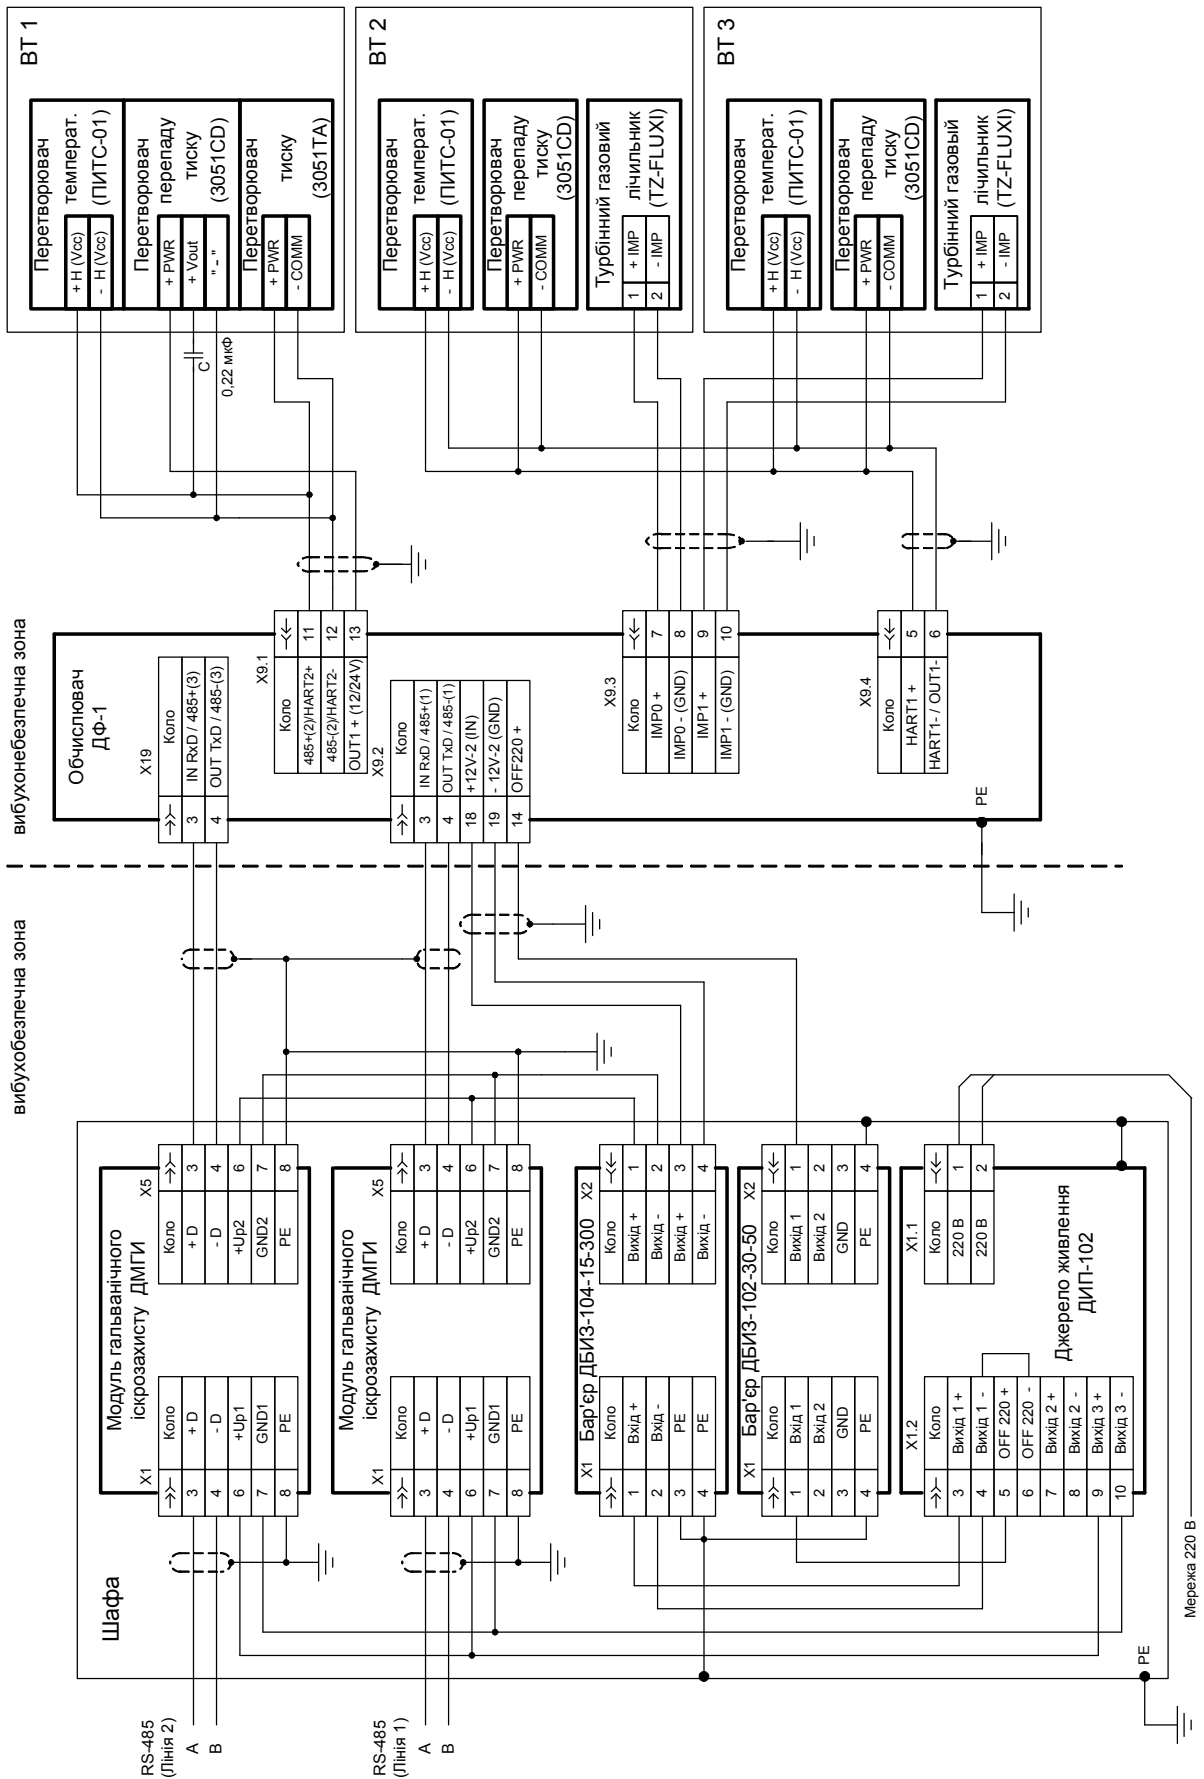 вибухобезпечна зона
вибухонебезпечна зона
Шафа
RS-485
(Лінія 2)
A
B
RS-485
(Лінія 1)
A
B
Модуль гальванічного
іскрозахисту ДМГИ
X1
Коло
3 + D
4 - D
6 +Up1
7 GND1
8 PE
X5
Коло
+ D 3
- D 4
+Up2 6
GND2 7
PE 8
Модуль гальванічного
іскрозахисту ДМГИ
X1
Коло
3 + D
4 - D
6 +Up1
7 GND1
8 PE
X5
Коло
+ D 3
- D 4
+Up2 6
GND2 7
PE 8
Бар'єр ДБИЗ-104-15-300
X1
Коло
1 Вхід +
2 Вхід -
3 PE
4 PE
X2
Коло
Вихід + 1
Вихід - 2
Вихід + 3
Вихід - 4
Бар'єр ДБИЗ-102-30-50
X1
Коло
1 Вхід 1
2 Вхід 2
3 GND
4 PE
X2
Коло
Вихід 1 1
Вихід 2 2
GND 3
PE 4
Джерело живлення
ДИП-102
X1.2
Коло
3 Вихід 1 +
4 Вихід 1 -
5 OFF 220 +
6 OFF 220 -
7 Вихід 2 +
8 Вихід 2 -
9 Вихід 3 +
10 Вихід 3 -
X1.1
Коло
220 В 1
220 В 2
PE
Мережа 220 В
Обчислювач
ДФ-1
X19
Коло
3 IN RxD / 485+(3)
4 OUT TxD / 485-(3)
X9.1
Коло
485+(2)/HART2+ 11
485-(2)/HART2- 12
OUT1 + (12/24V) 13
X9.2
Коло
3 IN RxD / 485+(1)
4 OUT TxD / 485-(1)
18 +12V-2 (IN)
19 - 12V-2 (GND)
14 OFF220 +
X9.3
Коло
IMP0 + 7
IMP0 - (GND) 8
IMP1 + 9
IMP1 - (GND) 10
X9.4
Коло
HART1 + 5
HART1- / OUT1- 6
PE
ВТ 1
Перетворювач
температ.
(ПИТС-01)
+ H (Vcc)
- H (Vcc)
Перетворювач
перепаду
тиску
(3051CD)
+ PWR
+ Vout
"-"
Перетворювач
тиску
(3051TA)
+ PWR
- COMM
C
0,22 мкФ
ВТ 2
Перетворювач
температ.
(ПИТС-01)
+ H (Vcc)
- H (Vcc)
Перетворювач
перепаду
тиску
(3051CD)
+ PWR
- COMM
Турбінний газовий
лічильник
(TZ-FLUXI)
1 + IMP
2 - IMP
ВТ 3
Перетворювач
температ.
(ПИТС-01)
+ H (Vcc)
- H (Vcc)
Перетворювач
перепаду
тиску
(3051CD)
+ PWR
- COMM
Турбінний газовый
лічильник
(TZ-FLUXI)
1 + IMP
2 - IMP